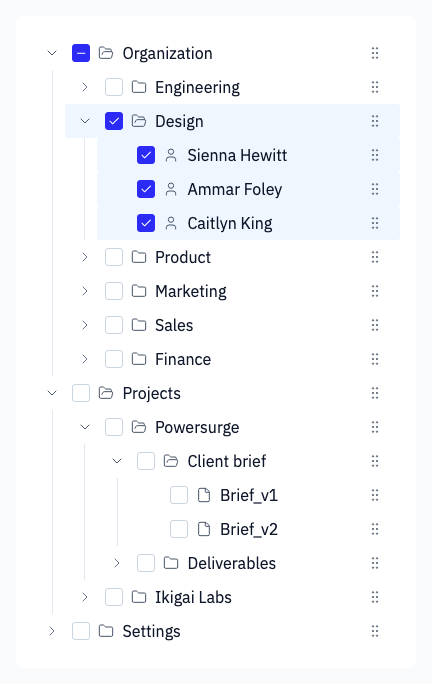 Organization
Engineering
Design
Sienna Hewitt
Ammar Foley
Caitlyn King
Product
Marketing
Sales
Finance
Projects
Powersurge
Client brief
Brief_v1
Brief_v2
Deliverables
Ikigai Labs
Settings